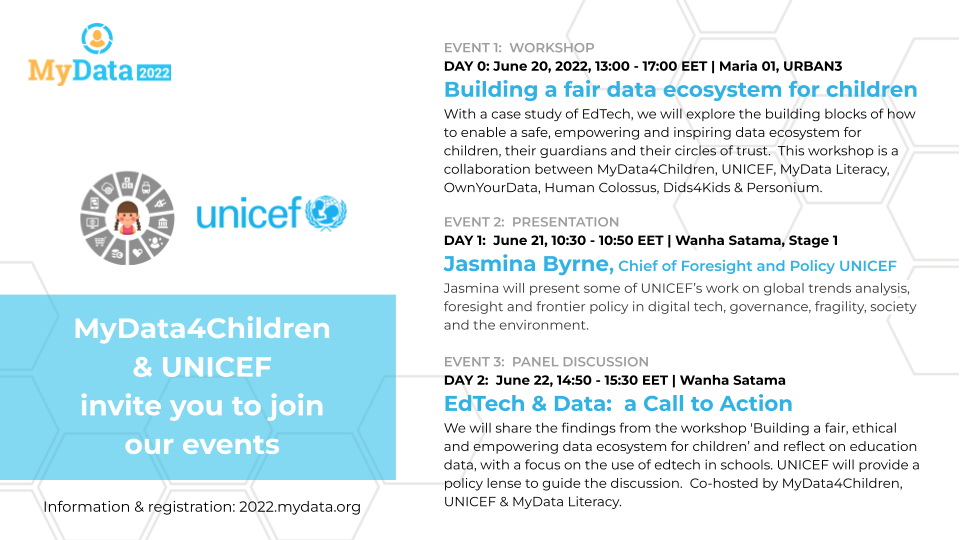 MyData 2022
unicef
MyData4Children
& UNICEF
invite you to join
our events
Information & registration: 2022.mydata.org
EVENT 1:  WORKSHOP
DAY 0: June 20, 2022, 13:00 - 17:00 EET | Maria 01, URBAN3
Building a fair data ecosystem for children
With a case study of EdTech, we will explore the building blocks of how
to enable a safe, empowering and inspiring data ecosystem for
children, their guardians and their circles of trust.  This workshop is a
collaboration between MyData4Children, UNICEF, MyData Literacy,
OwnYourData, Human Colossus, Dids4Kids & Personium.
EVENT 2:  PRESENTATION
DAY 1:  June 21, 10:30 - 10:50 EET | Wanha Satama, Stage 1
Jasmina Byrne, Chief of Foresight and Policy UNICEF
Jasmina will present some of UNICEF’s work on global trends analysis,
foresight and frontier policy in digital tech, governance, fragility, society
and the environment.
EVENT 3:  PANEL DISCUSSION
DAY 2:  June 22, 14:50 - 15:30 EET | Wanha Satama
EdTech & Data:  a Call to Action
We will share the findings from the workshop 'Building a fair, ethical
and empowering data ecosystem for children’ and reflect on education
data, with a focus on the use of edtech in schools. UNICEF will provide a
policy lense to guide the discussion.  Co-hosted by MyData4Children,
UNICEF & MyData Literacy.